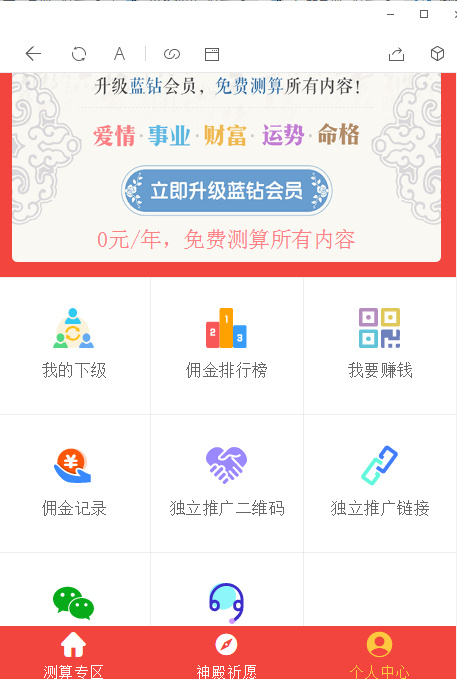 升级蓝钻会员，免费测算所有内容！
爱情·事业·财富·运势·命格
立即升级蓝钻会员
0元/年，免费测算所有内容
1
2
3
我的下级 佣金排行榜 我要赚钱
佣金记录 独立推广二维码 独立推广链接
测算专区 神殿祈愿 个人中心